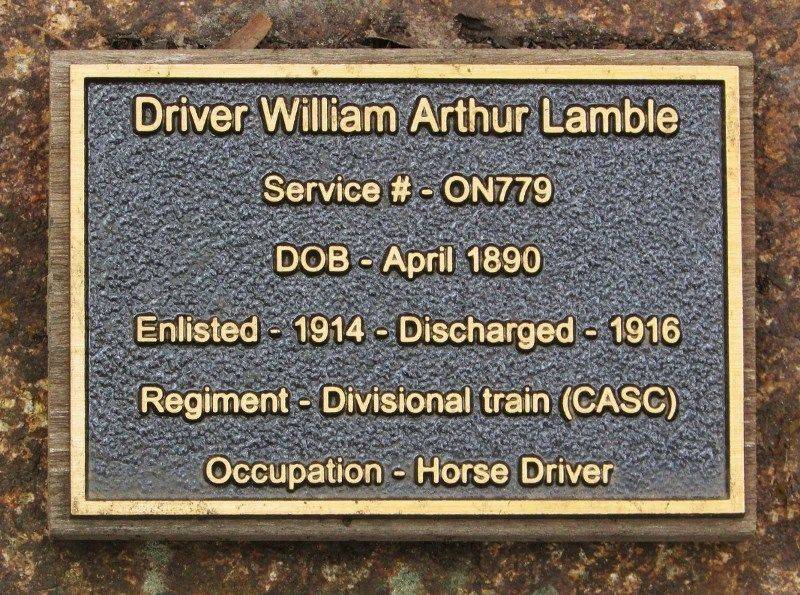 Driver William Arthur Lamble
Service # - ON779
DOB - April 1890
Enlisted - 1914 - Discharged - 1916
Regiment - Divisional train (CASC)
Occupation - Horse Driver